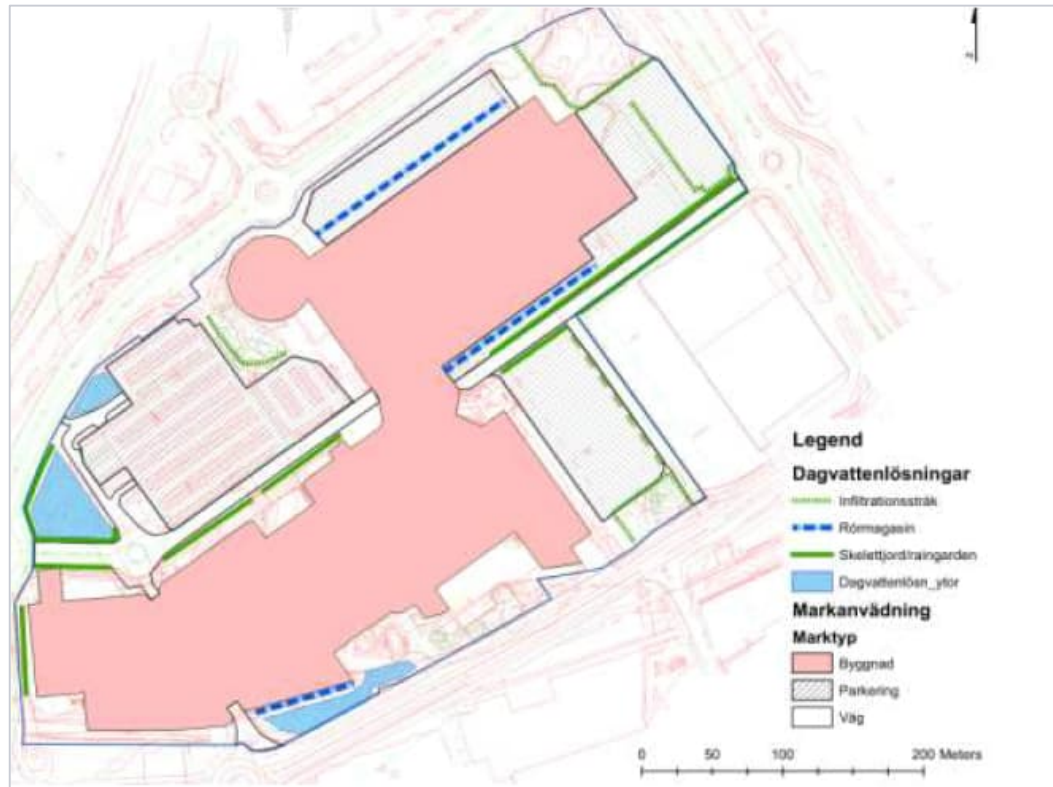 Legend
Dagvattenlösningar
Infiltrationsstråk
Rörmagasin
Skelettjord/raingarden
Dagvattenlösn_ytor
Markanvädning
Marktyp
Byggnad
Parkering
Väg
0 50 100 200 Meters